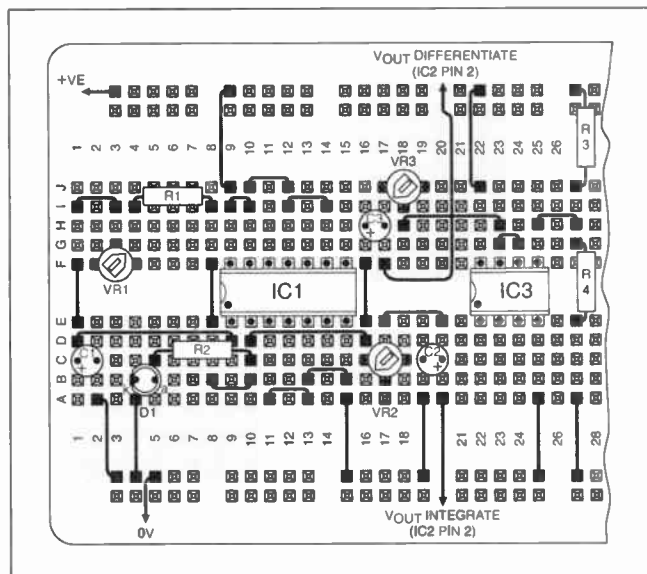 VOUT DIFFERENTIATE
(IC2 PIN 2)
+VE
1 2 3 4 5 6 7 8 9 10 11 12 13 14 15 16 17 18 19 20 21 22 23 24 25 26
R3
VR3
J
I
H
G
F
R1
VR1
IC1
IC3
R4
E
D
C
B
A
C1
R2
D1
VR2
C2
1 2 3 5 6 7 8 9 10 11 12 13 14 16 17 18 21 22 23 24 26 28
0V
VOUT INTEGRATE
(IC2 PIN 2)